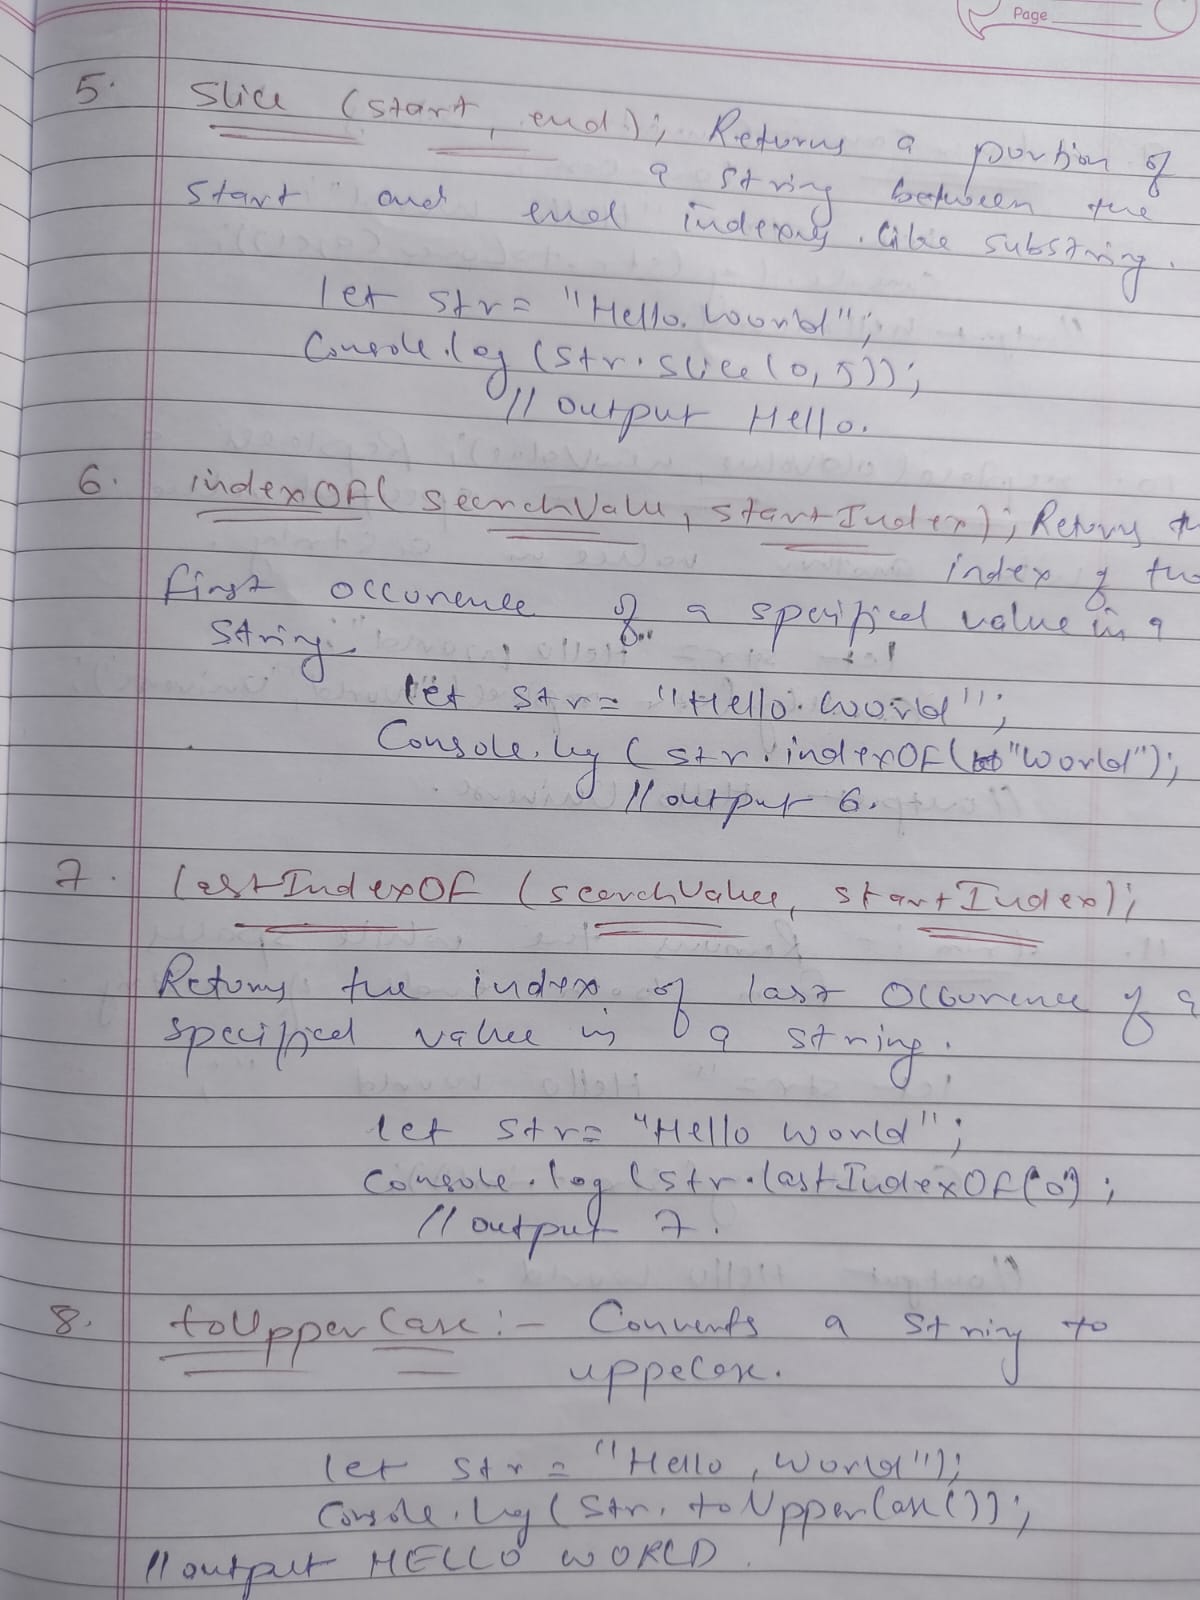 Page
5. Slice (start, end); Returns a portion of
a string between the
start and end indexes. like substring.
let str = "Hello. World";
Console.log (str.slice(0,5));
// output Hello.
6. indexOf( searchValue, startIndex); Returns the
index of the
first occurence of a specified value in a
string.
let str = "Hello. World";
Console.log ( str.indexOf("World");
// output 6.
7. lastIndexOf (searchValue, startIndex);
Returns the index of last occurence of a
specified value in a string.
let str = "Hello World";
Console.log (str.lastIndexOf("o") ;
// output 7.
8. toUpperCase :- Converts a string to
uppecase.
let str = "Hello, World");
Console.log (str.toUpperCase());
// output HELLO WORLD.